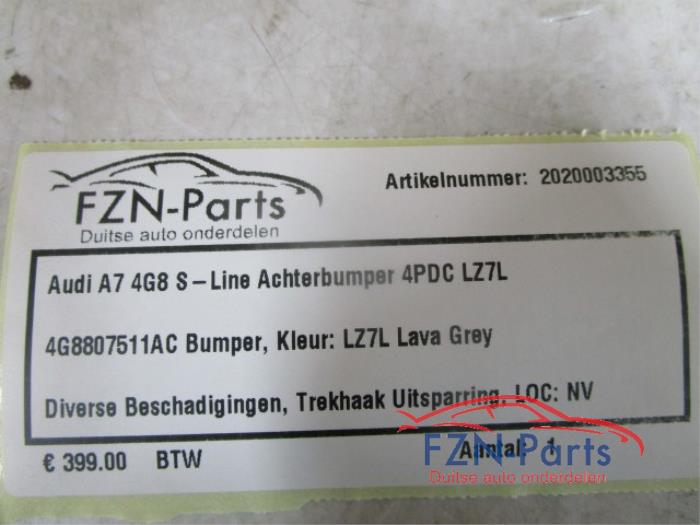 FZN-Parts
Duitse auto onderdelen
Artikelnummer: 2020003355
Audi A7 4G8 S-Line Achterbumper 4PDC LZ7L
4G8807511AC Bumper, Kleur: LZ7L Lava Grey
Diverse Beschadigingen, Trekhaak Uitsparring, LOC: NV
€ 399.00 BTW
Aantal: 1
FZN-Parts
Duitse auto onderdelen